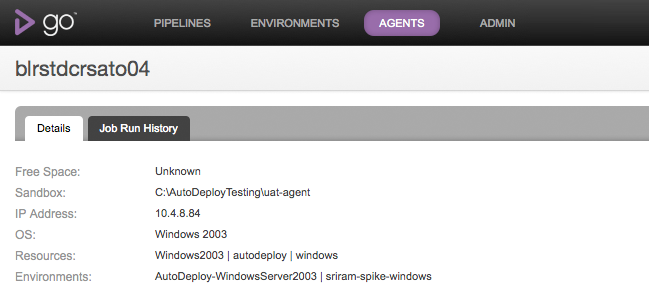 go™ PIPELINES ENVIRONMENTS AGENTS ADMIN
blrstdcrsato04
Details Job Run History
Free Space: Unknown
Sandbox: C:\AutoDeployTesting\uat-agent
IP Address: 10.4.8.84
OS: Windows 2003
Resources: Windows2003 | autodeploy | windows
Environments: AutoDeploy-WindowsServer2003 | sriram-spike-windows